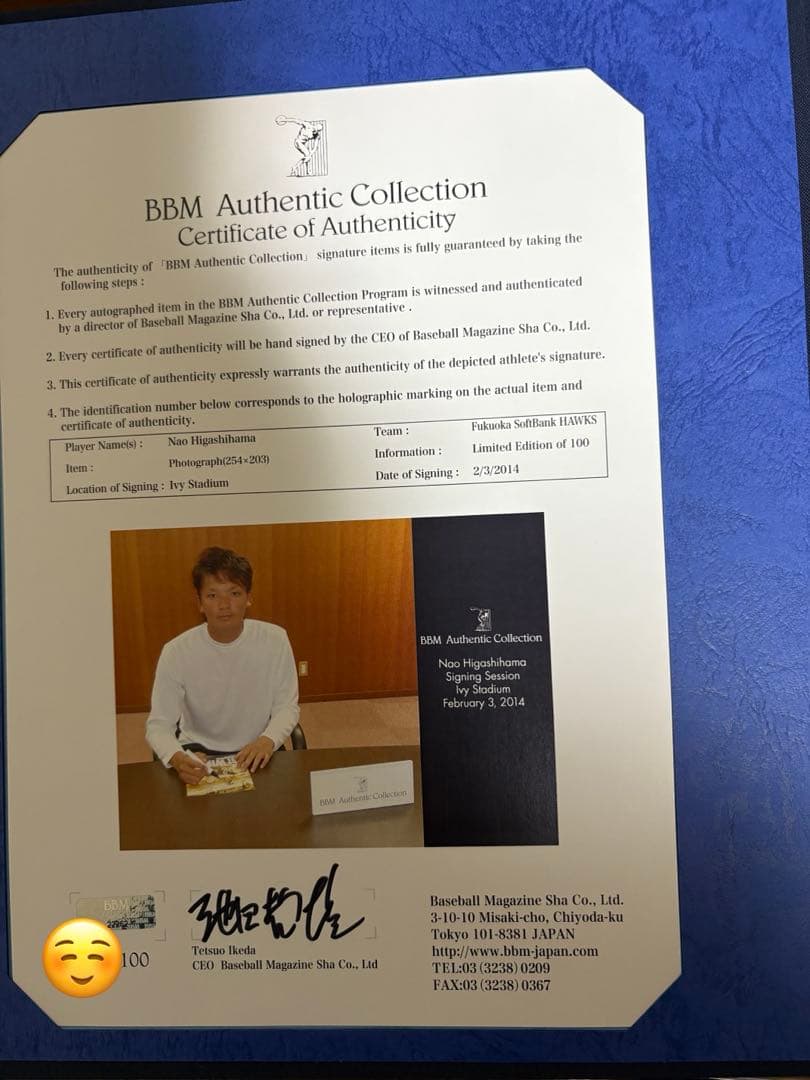 BBM Authentic Collection
Certificate of Authenticity
The authenticity of 「BBM Authentic Collection」 signature items is fully guaranteed by taking the
following steps :
1. Every autographed item in the BBM Authentic Collection Program is witnessed and authenticated
by a director of Baseball Magazine Sha Co., Ltd. or representative .
2. Every certificate of authenticity will be hand signed by the CEO of Baseball Magazine Sha Co., Ltd.
3. This certificate of authenticity expressly warrants the authenticity of the depicted athlete's signature.
4. The identification number below corresponds to the holographic marking on the actual item and
certificate of authenticity.
Player Name(s) : Nao Higashihama Team : Fukuoka SoftBank HAWKS
Item : Photograph(254×203) Information : Limited Edition of 100
Location of Signing : Ivy Stadium Date of Signing : 2/3/2014
BBM Authentic Collection
Nao Higashihama
Signing Session
Ivy Stadium
February 3, 2014
BBM Authentic Collection
BBM
池田哲雄
100
Tetsuo Ikeda
CEO Baseball Magazine Sha Co., Ltd
Baseball Magazine Sha Co., Ltd.
3-10-10 Misaki-cho, Chiyoda-ku
Tokyo 101-8381 JAPAN
http://www.bbm-japan.com
TEL:03 (3238) 0209
FAX:03 (3238) 0367